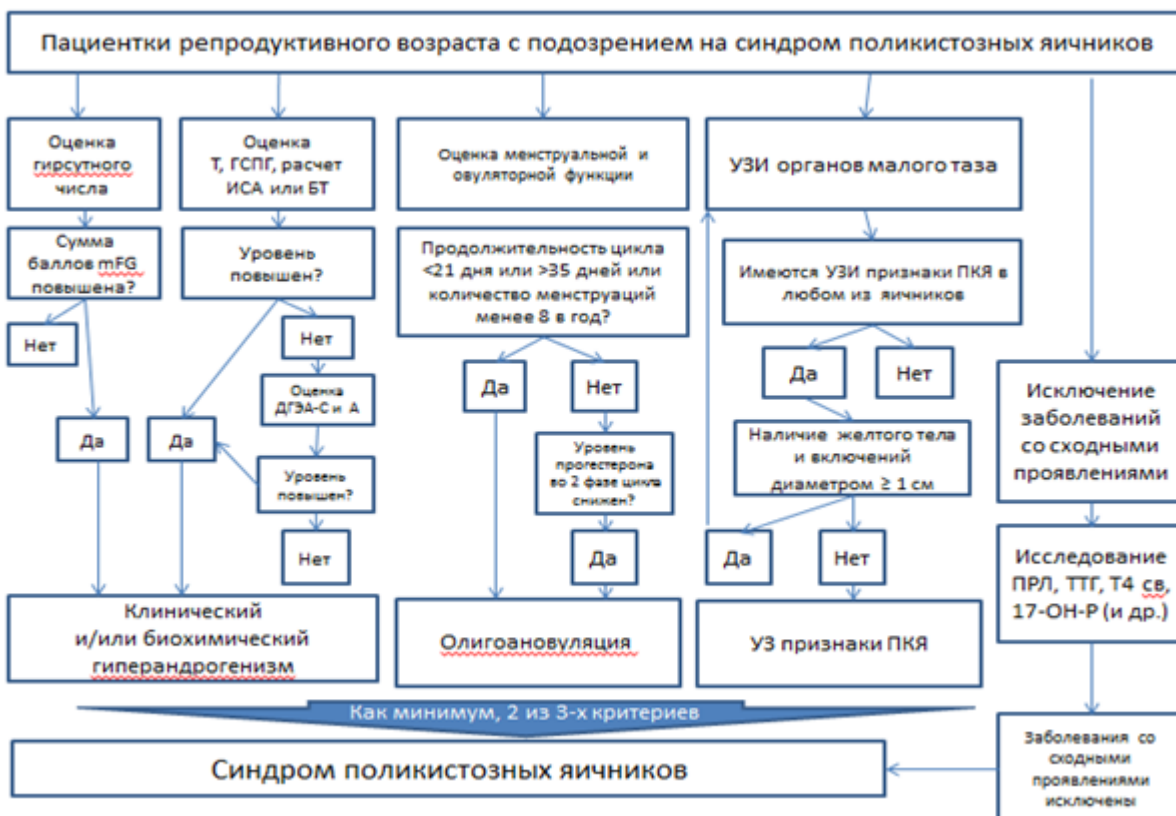 Пациентки репродуктивного возраста с подозрением на синдром поликистозных яичников
Оценка
гирсутного
числа
Оценка
Т, ГСПГ, расчет
ИСА или БТ
Оценка менструальной и
овуляторной функции
УЗИ органов малого таза
Сумма
баллов mFG
повышена?
Уровень
повышен?
Продолжительность цикла
<21 дня или >35 дней или
количество менструаций
менее 8 в год?
Имеются УЗИ признаки ПКЯ в
любом из яичников
Нет
Нет
Да
Нет
Да
Нет
Оценка
ДГЭА-С и А
Да
Да
Уровень
повышен?
Уровень
прогестерона
во 2 фазе цикла
снижен?
Наличие желтого тела
и включений
диаметром ≥ 1 см
Исключение
заболеваний
со сходными
проявлениями
Нет
Да
Да
Нет
Исследование
ПРЛ, ТТГ, Т4 св,
17-ОН-Р (и др.)
Клинический
и/или биохимический
гиперандрогенизм
Олигоановуляция
УЗ признаки ПКЯ
Как минимум, 2 из 3-х критериев
Синдром поликистозных яичников
Заболевания со
сходными
проявлениями
исключены